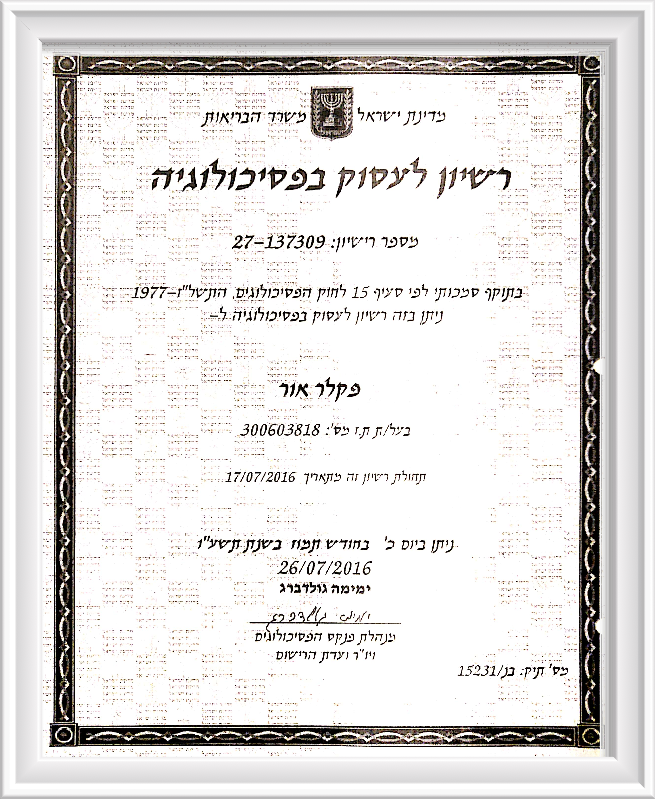 מדינת ישראל משרד הבריאות
רשיון לעסוק בפסיכולוגיה
מספר רישיון: 27-137309
בתוקף סמכותי לפי סעיף 15 לחוק הפסיכולוגים, התשל"ז-1977
ניתן בזה רשיון לעסוק בפסיכולוגיה ל-
פקלר אור
בעל/ת ת.ז מס': 300603818
תחולת רשיון זה מתאריך 17/07/2016
ניתן ביום כ' בחודש תמוז בשנת תשע"ו
26/07/2016
ימימה גולדברג
ימימה גולדברג
מנהלת פנקס הפסיכולוגים
ויו"ר ועדת הרישום
מס' תיק: בנ/15231